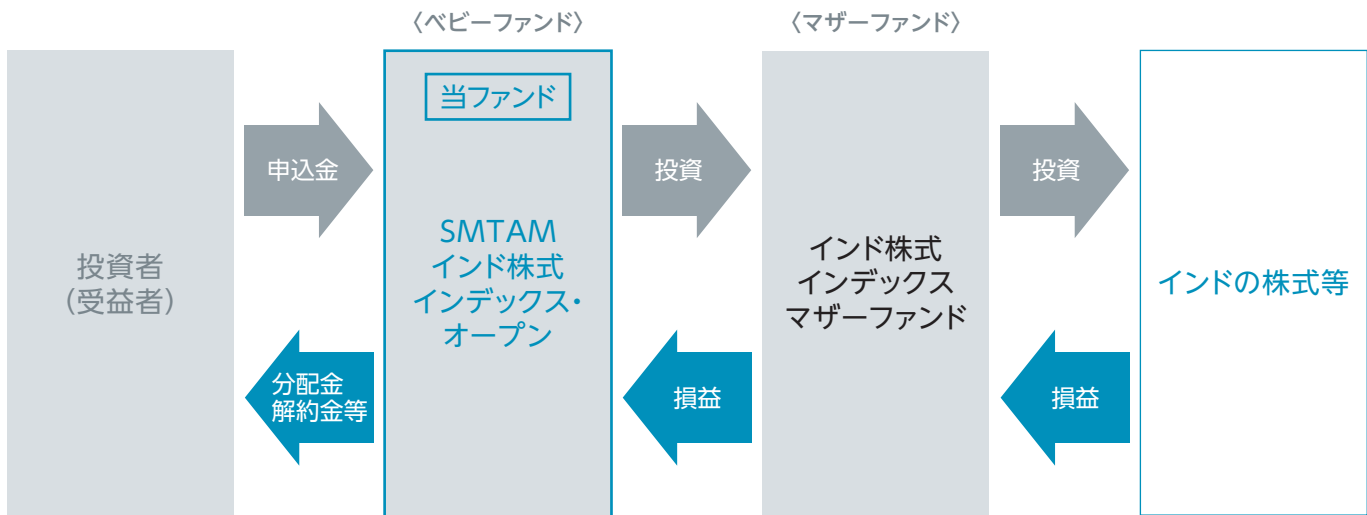 〈ベビーファンド〉
〈マザーファンド〉
投資者
(受益者)
申込金
分配金
解約金等
当ファンド
SMTAM
インド株式
インデックス・
オープン
投資
損益
インド株式
インデックス
マザーファンド
投資
損益
インドの株式等